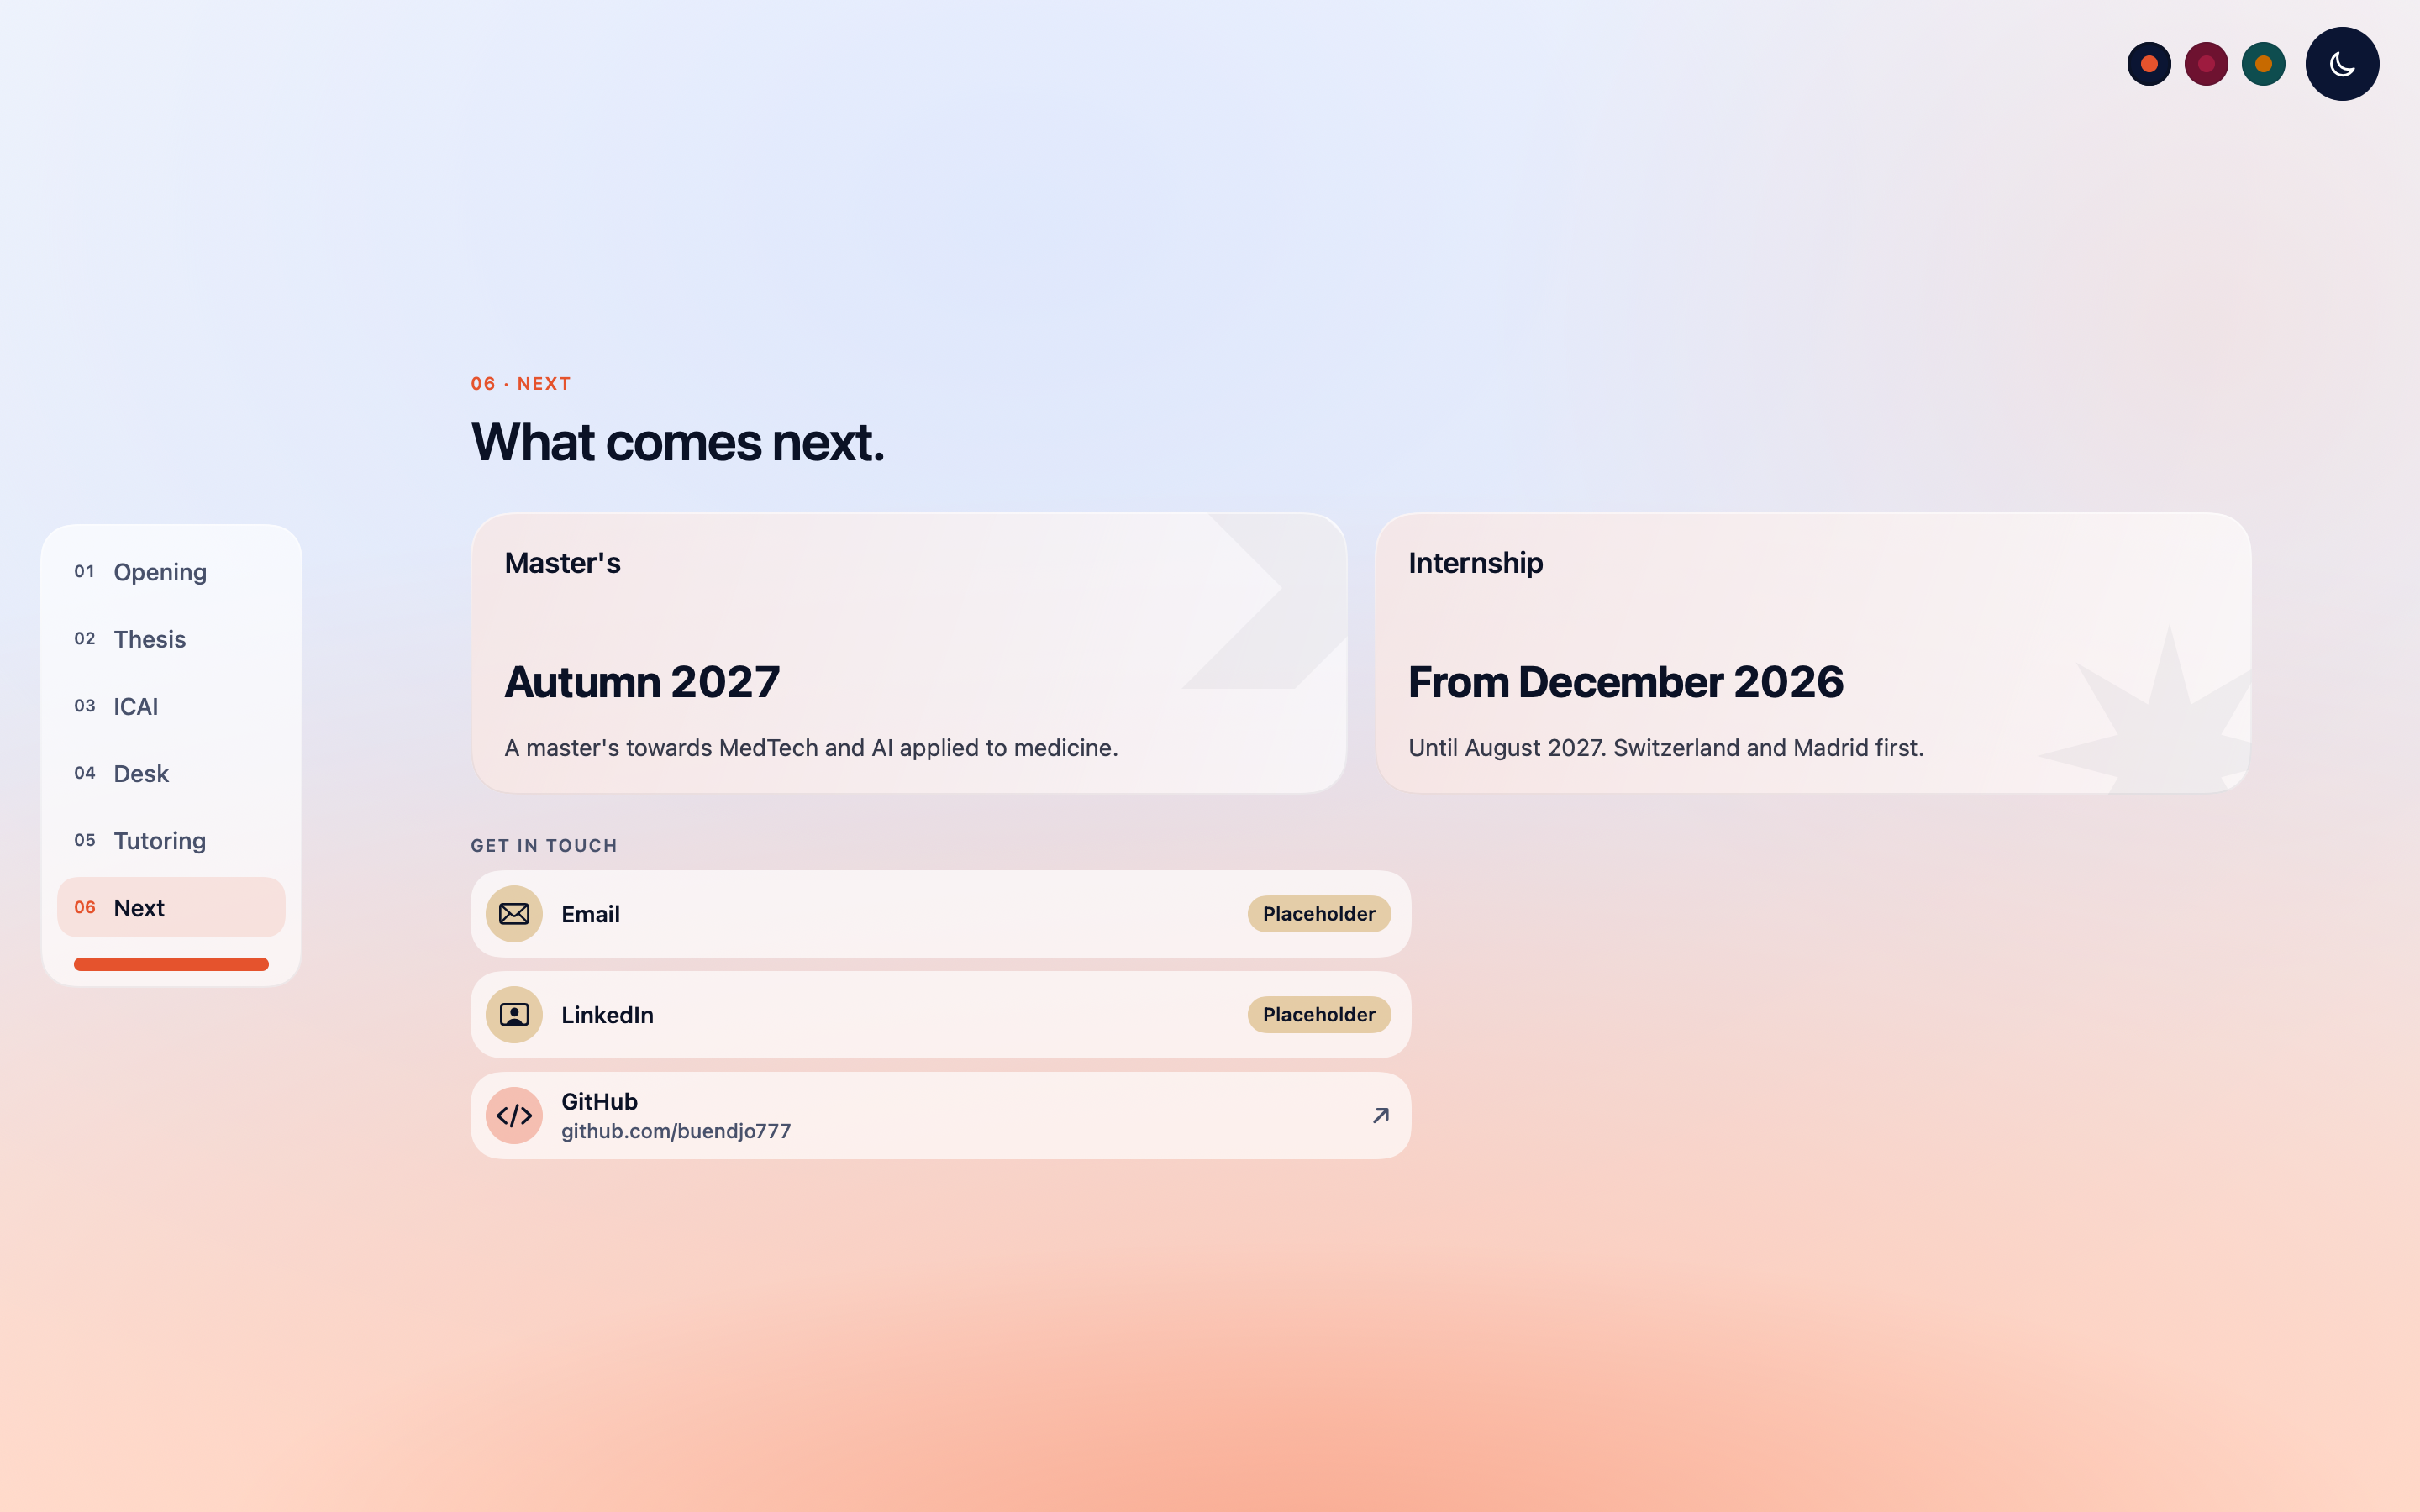 06 · NEXT
What comes next.
01 Opening
02 Thesis
03 ICAI
04 Desk
05 Tutoring
06 Next
Master's
Autumn 2027
A master's towards MedTech and AI applied to medicine.
Internship
From December 2026
Until August 2027. Switzerland and Madrid first.
GET IN TOUCH
Email Placeholder
LinkedIn Placeholder
GitHub
github.com/buendjo777